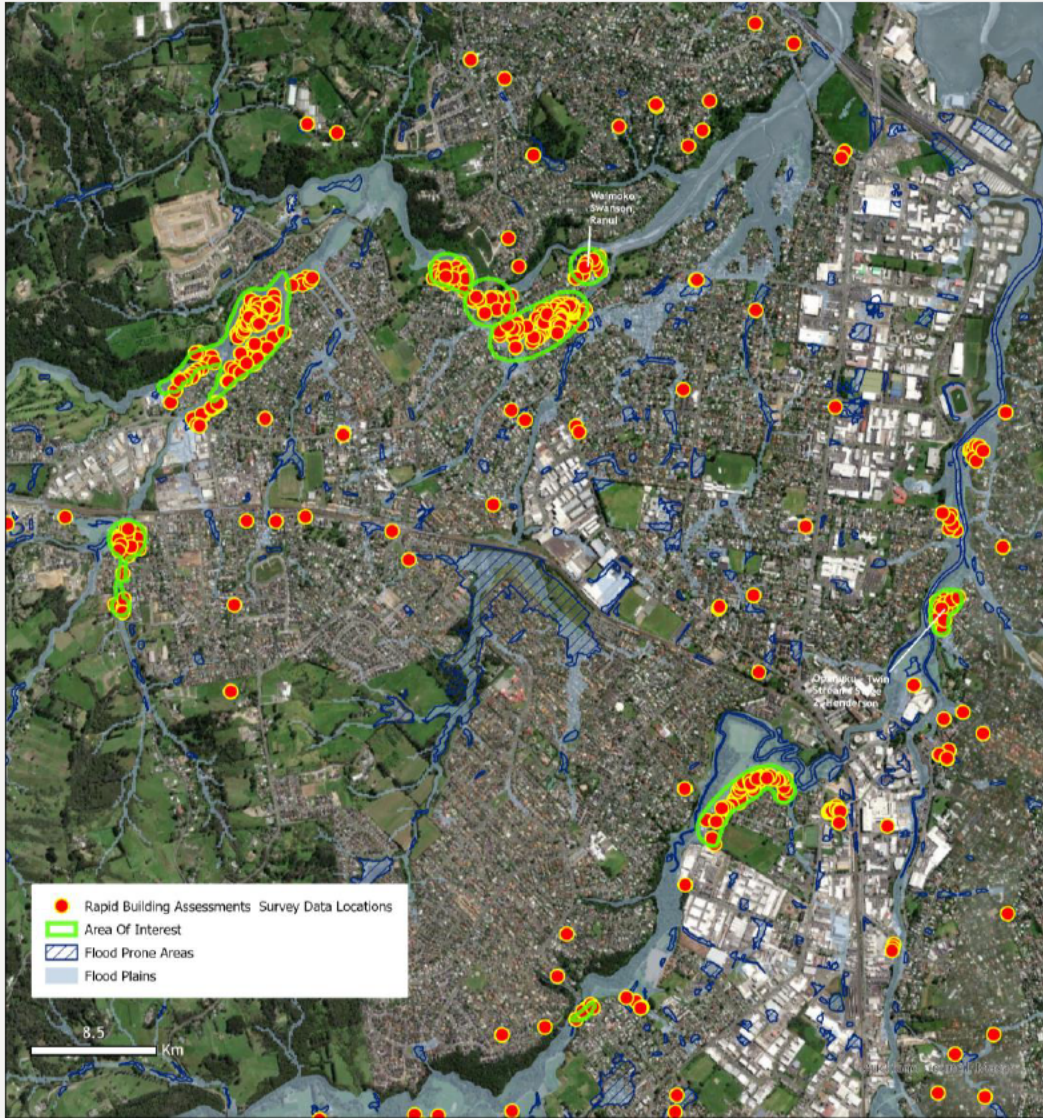 Waimoko
Swanson,
Ranui
Twin
Henderson
Rapid Building Assessments Survey Data Locations
Area Of Interest
Flood Prone Areas
Flood Plains
8.5
Km